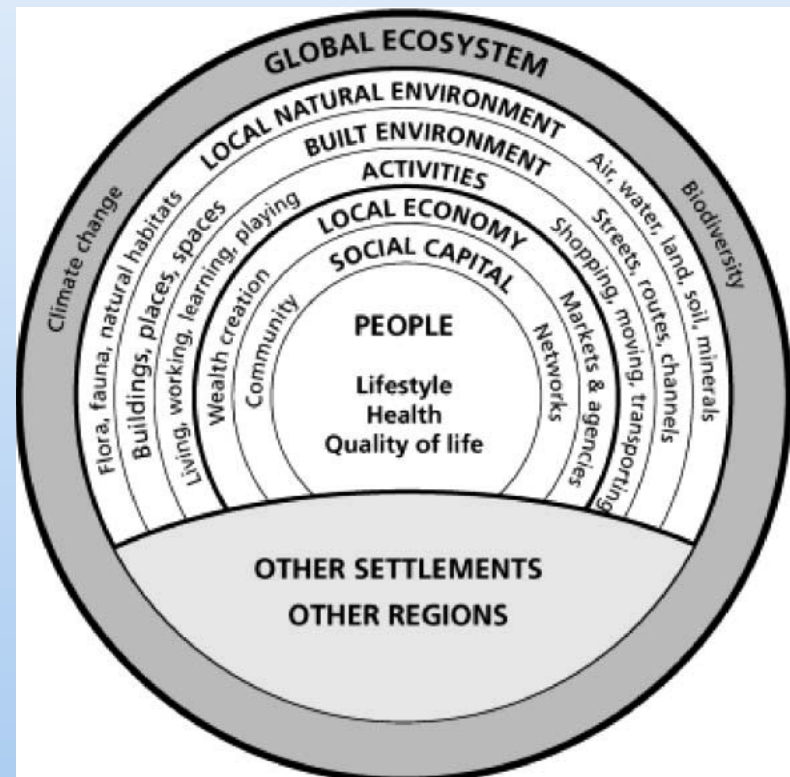 GLOBAL ECOSYSTEM
Climate change
Biodiversity
LOCAL NATURAL ENVIRONMENT
Flora, fauna, natural habitats
Air, water, land, soil, minerals
BUILT ENVIRONMENT
Buildings, places, spaces
Streets, routes, channels
ACTIVITIES
Living, working, learning, playing
Shopping, moving, transporting
LOCAL ECONOMY
Wealth creation
Markets & agencies
SOCIAL CAPITAL
Community
Networks
PEOPLE
Lifestyle
Health
Quality of life
OTHER SETTLEMENTS
OTHER REGIONS